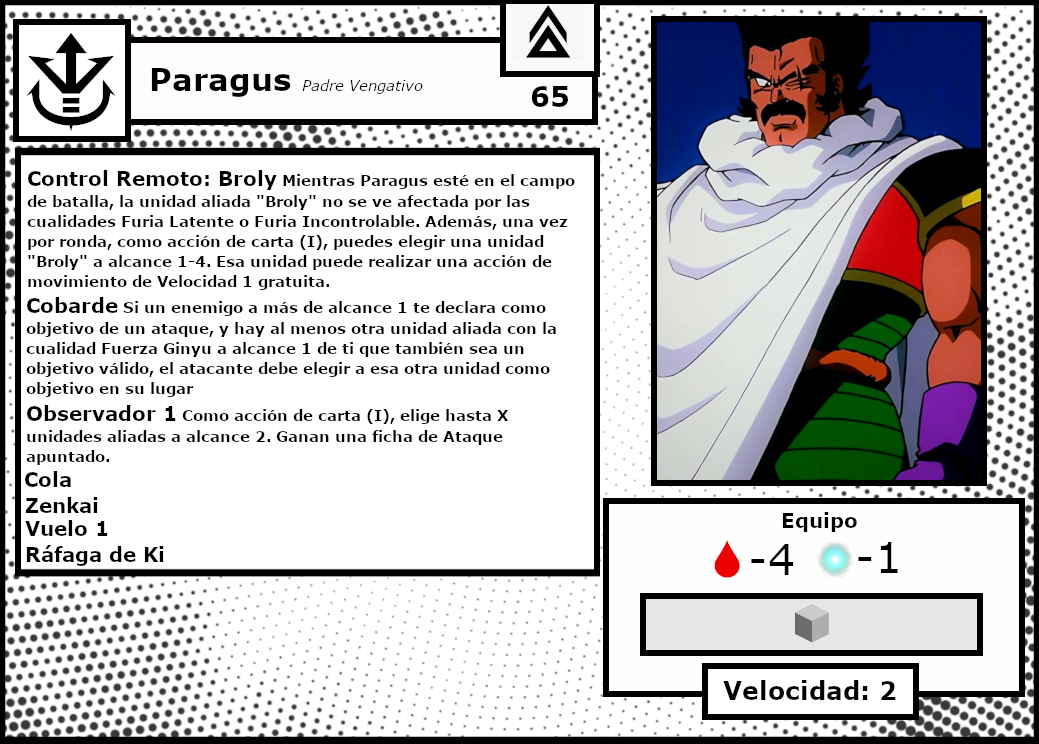 Paragus Padre Vengativo
65
Control Remoto: Broly Mientras Paragus esté en el campo
de batalla, la unidad aliada "Broly" no se ve afectada por las
cualidades Furia Latente o Furia Incontrolable. Además, una vez
por ronda, como acción de carta (I), puedes elegir una unidad
"Broly" a alcance 1-4. Esa unidad puede realizar una acción de
movimiento de Velocidad 1 gratuita.
Cobarde Si un enemigo a más de alcance 1 te declara como
objetivo de un ataque, y hay al menos otra unidad aliada con la
cualidad Fuerza Ginyu a alcance 1 de ti que también sea un
objetivo válido, el atacante debe elegir a esa otra unidad como
objetivo en su lugar
Observador 1 Como acción de carta (I), elige hasta X
unidades aliadas a alcance 2. Ganan una ficha de Ataque
apuntado.
Cola
Zenkai
Vuelo 1
Ráfaga de Ki
Equipo
-4 -1
Velocidad: 2